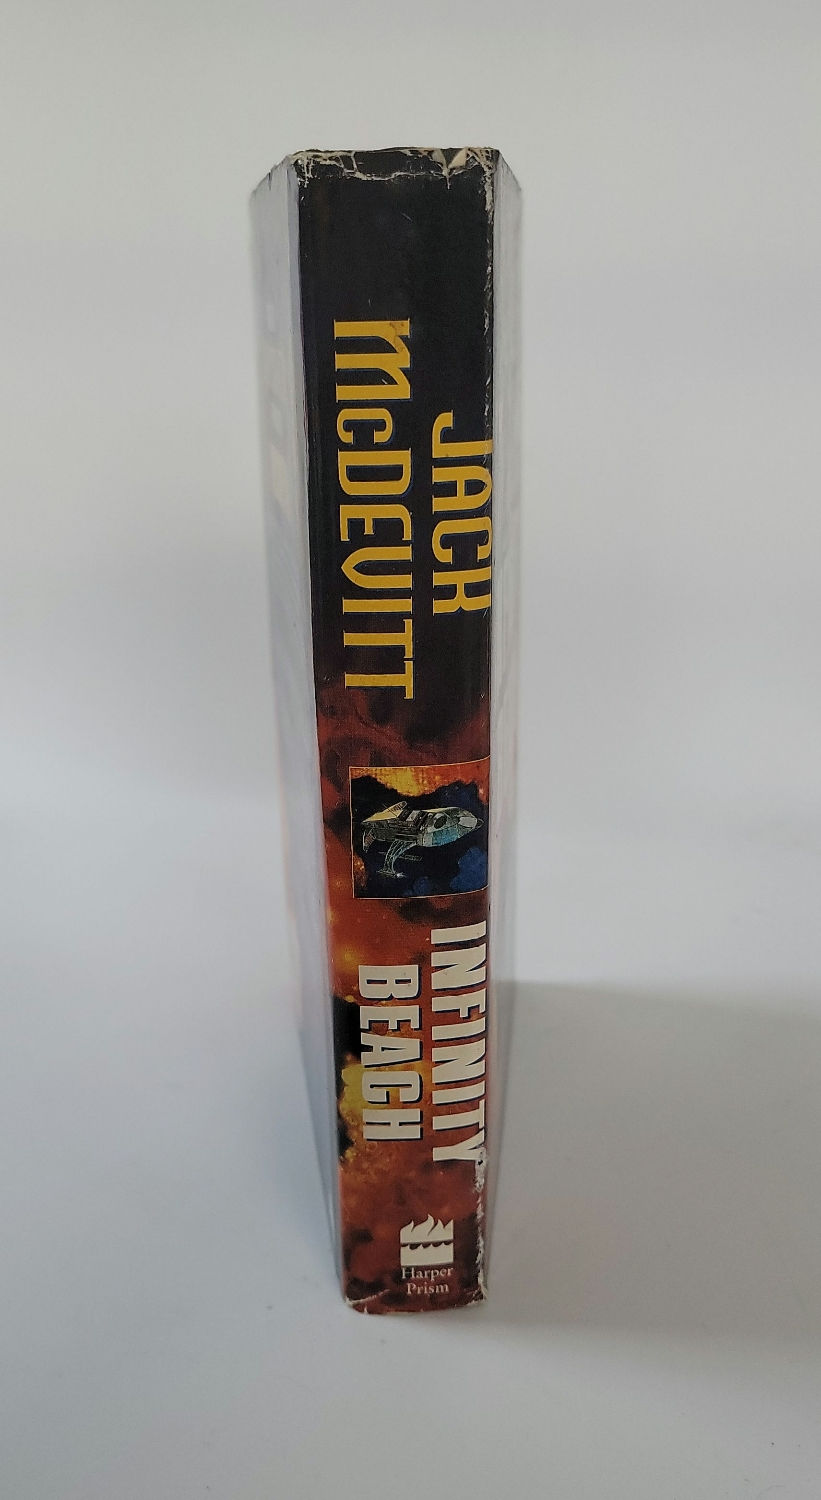 JACK
McDEVITT
INFINITY
BEACH
Harper
Prism